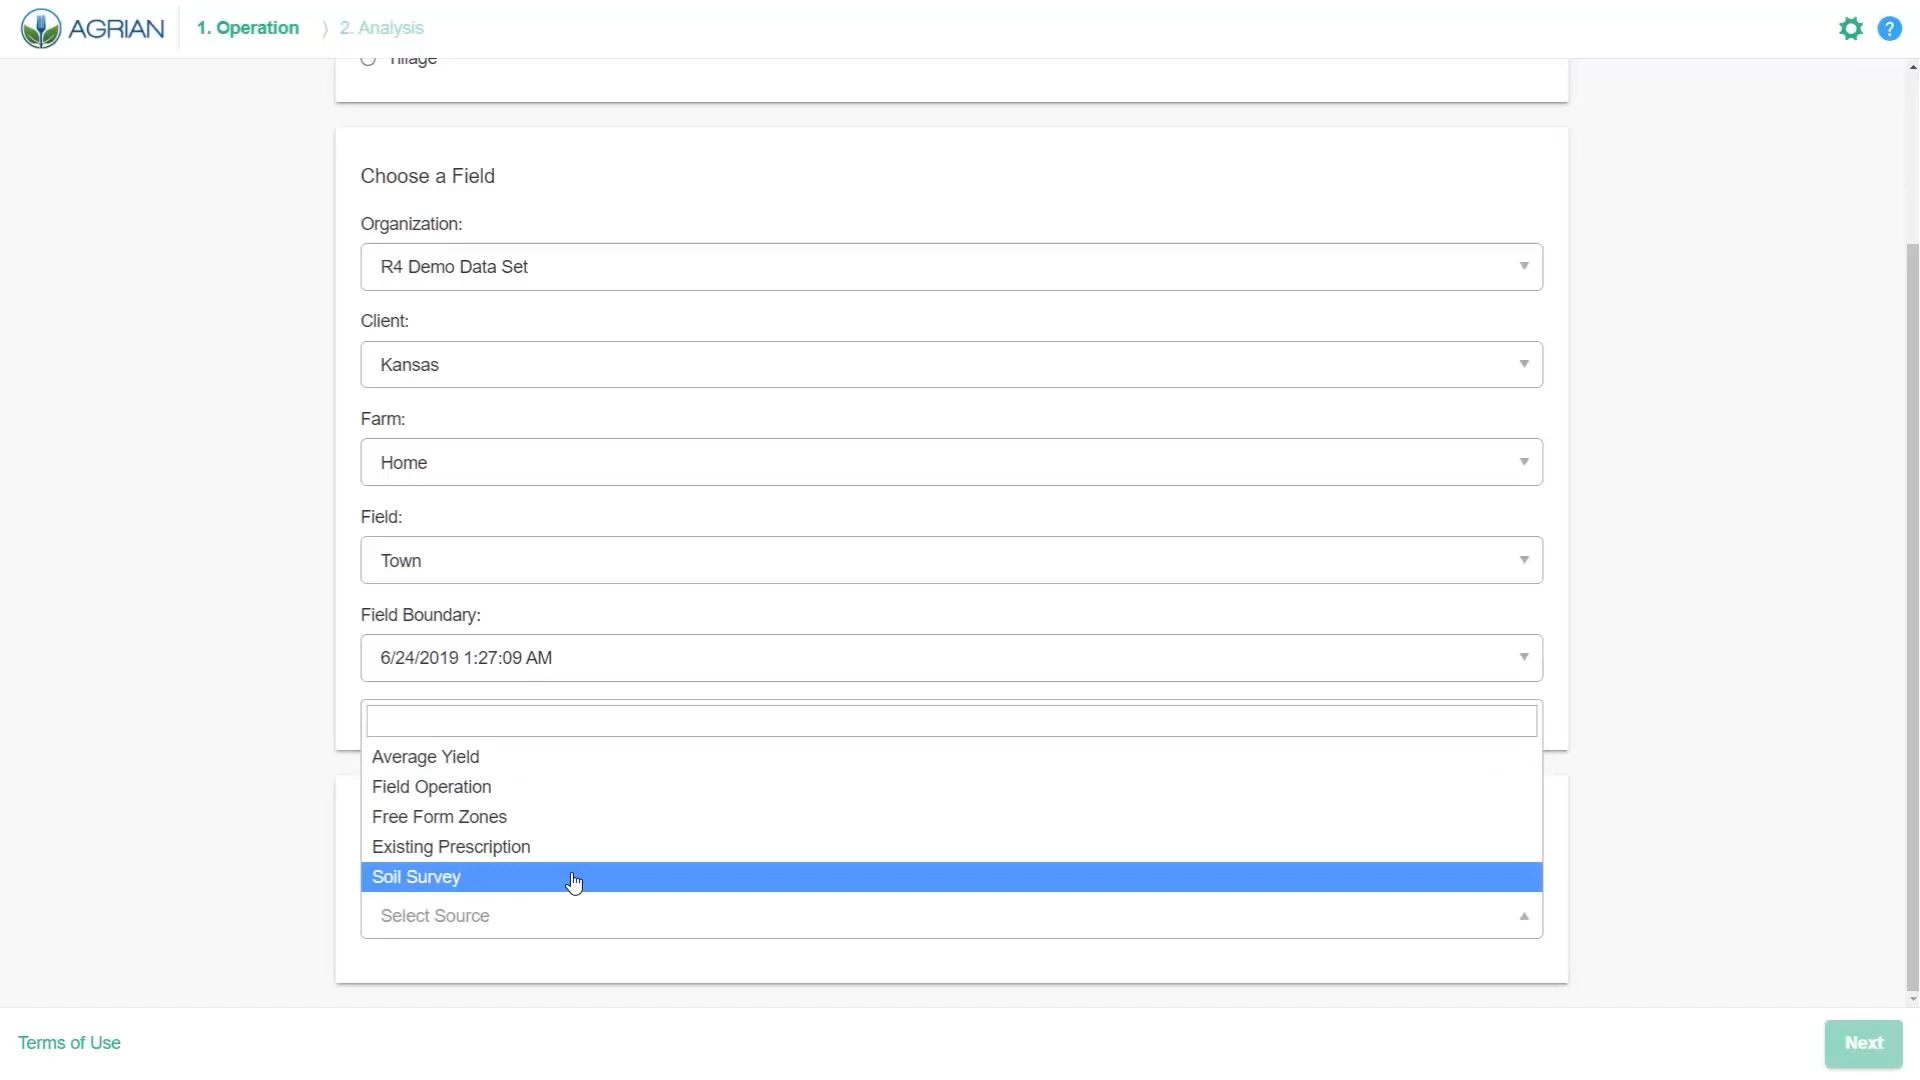 AGRIAN
1. Operation
2. Analysis
?
Tillage
Choose a Field
Organization:
R4 Demo Data Set
Client:
Kansas
Farm:
Home
Field:
Town
Field Boundary:
6/24/2019 1:27:09 AM
Average Yield
Field Operation
Free Form Zones
Existing Prescription
Soil Survey
Select Source
Terms of Use
Next